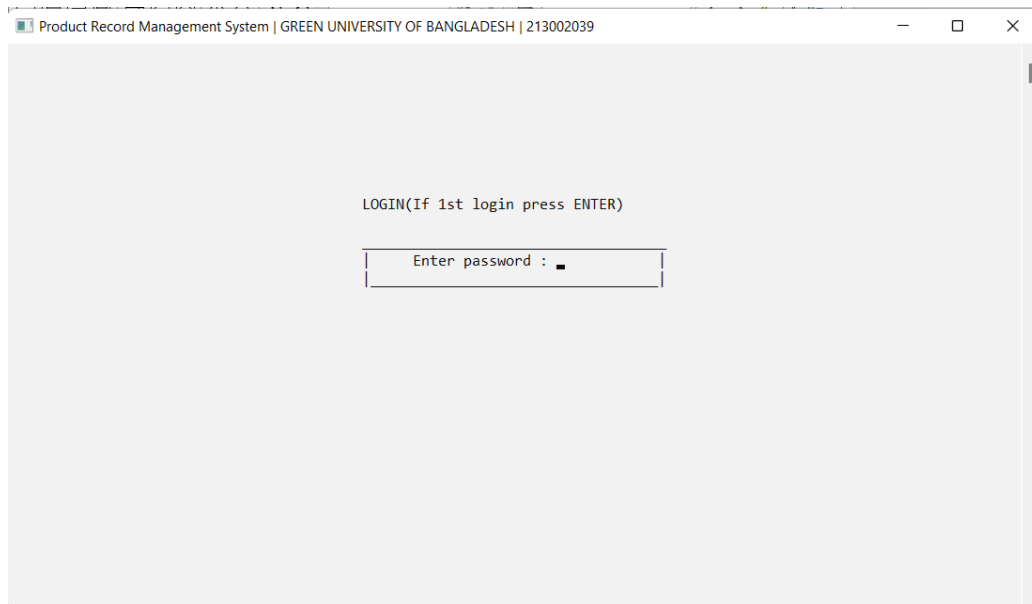 Product Record Management System | GREEN UNIVERSITY OF BANGLADESH | 213002039
LOGIN(If 1st login press ENTER)
Enter password :